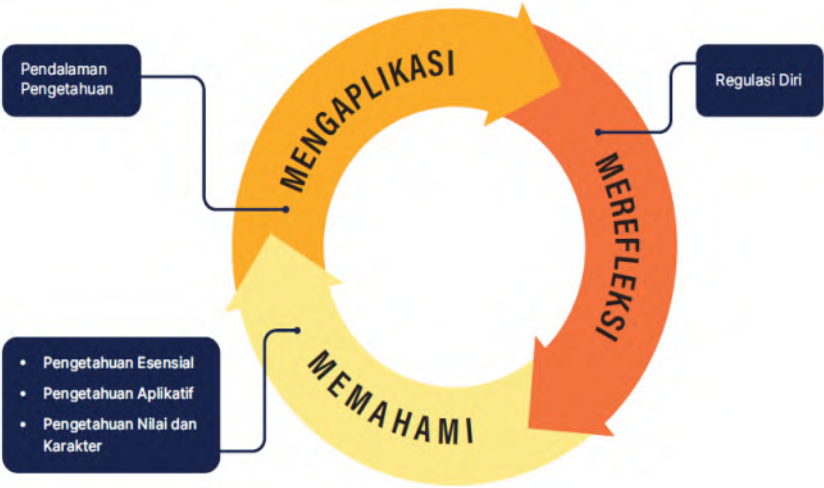 Pendalaman
Pengetahuan
MENGAPLIKASI
Regulasi Diri
MEREFLEKSI
• Pengetahuan Esensial
• Pengetahuan Aplikatif
• Pengetahuan Nilai dan
Karakter
MEMAHAMI